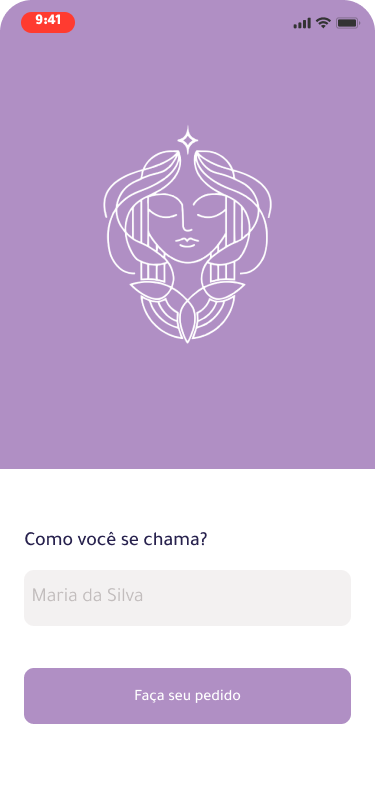 9:41
Como você se chama?
Maria da Silva
Faça seu pedido